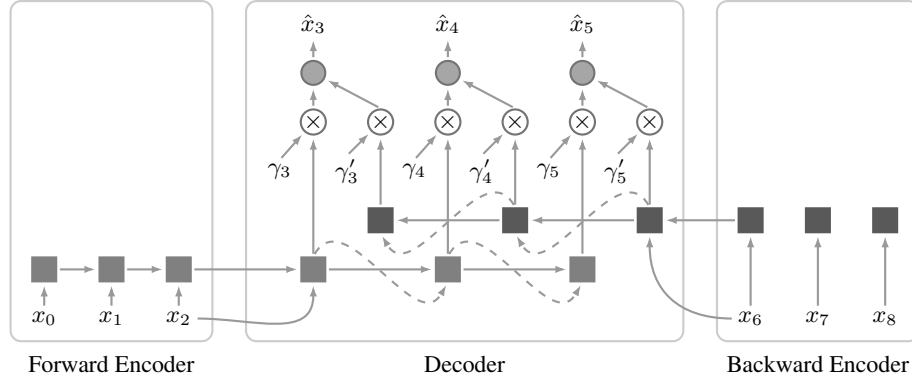 x̂₃ x̂₄ x̂₅
× × × × × ×
γ₃ γ′₃ γ₄ γ′₄ γ₅ γ′₅
x₀ x₁ x₂ x₆ x₇ x₈
Forward Encoder Decoder Backward Encoder